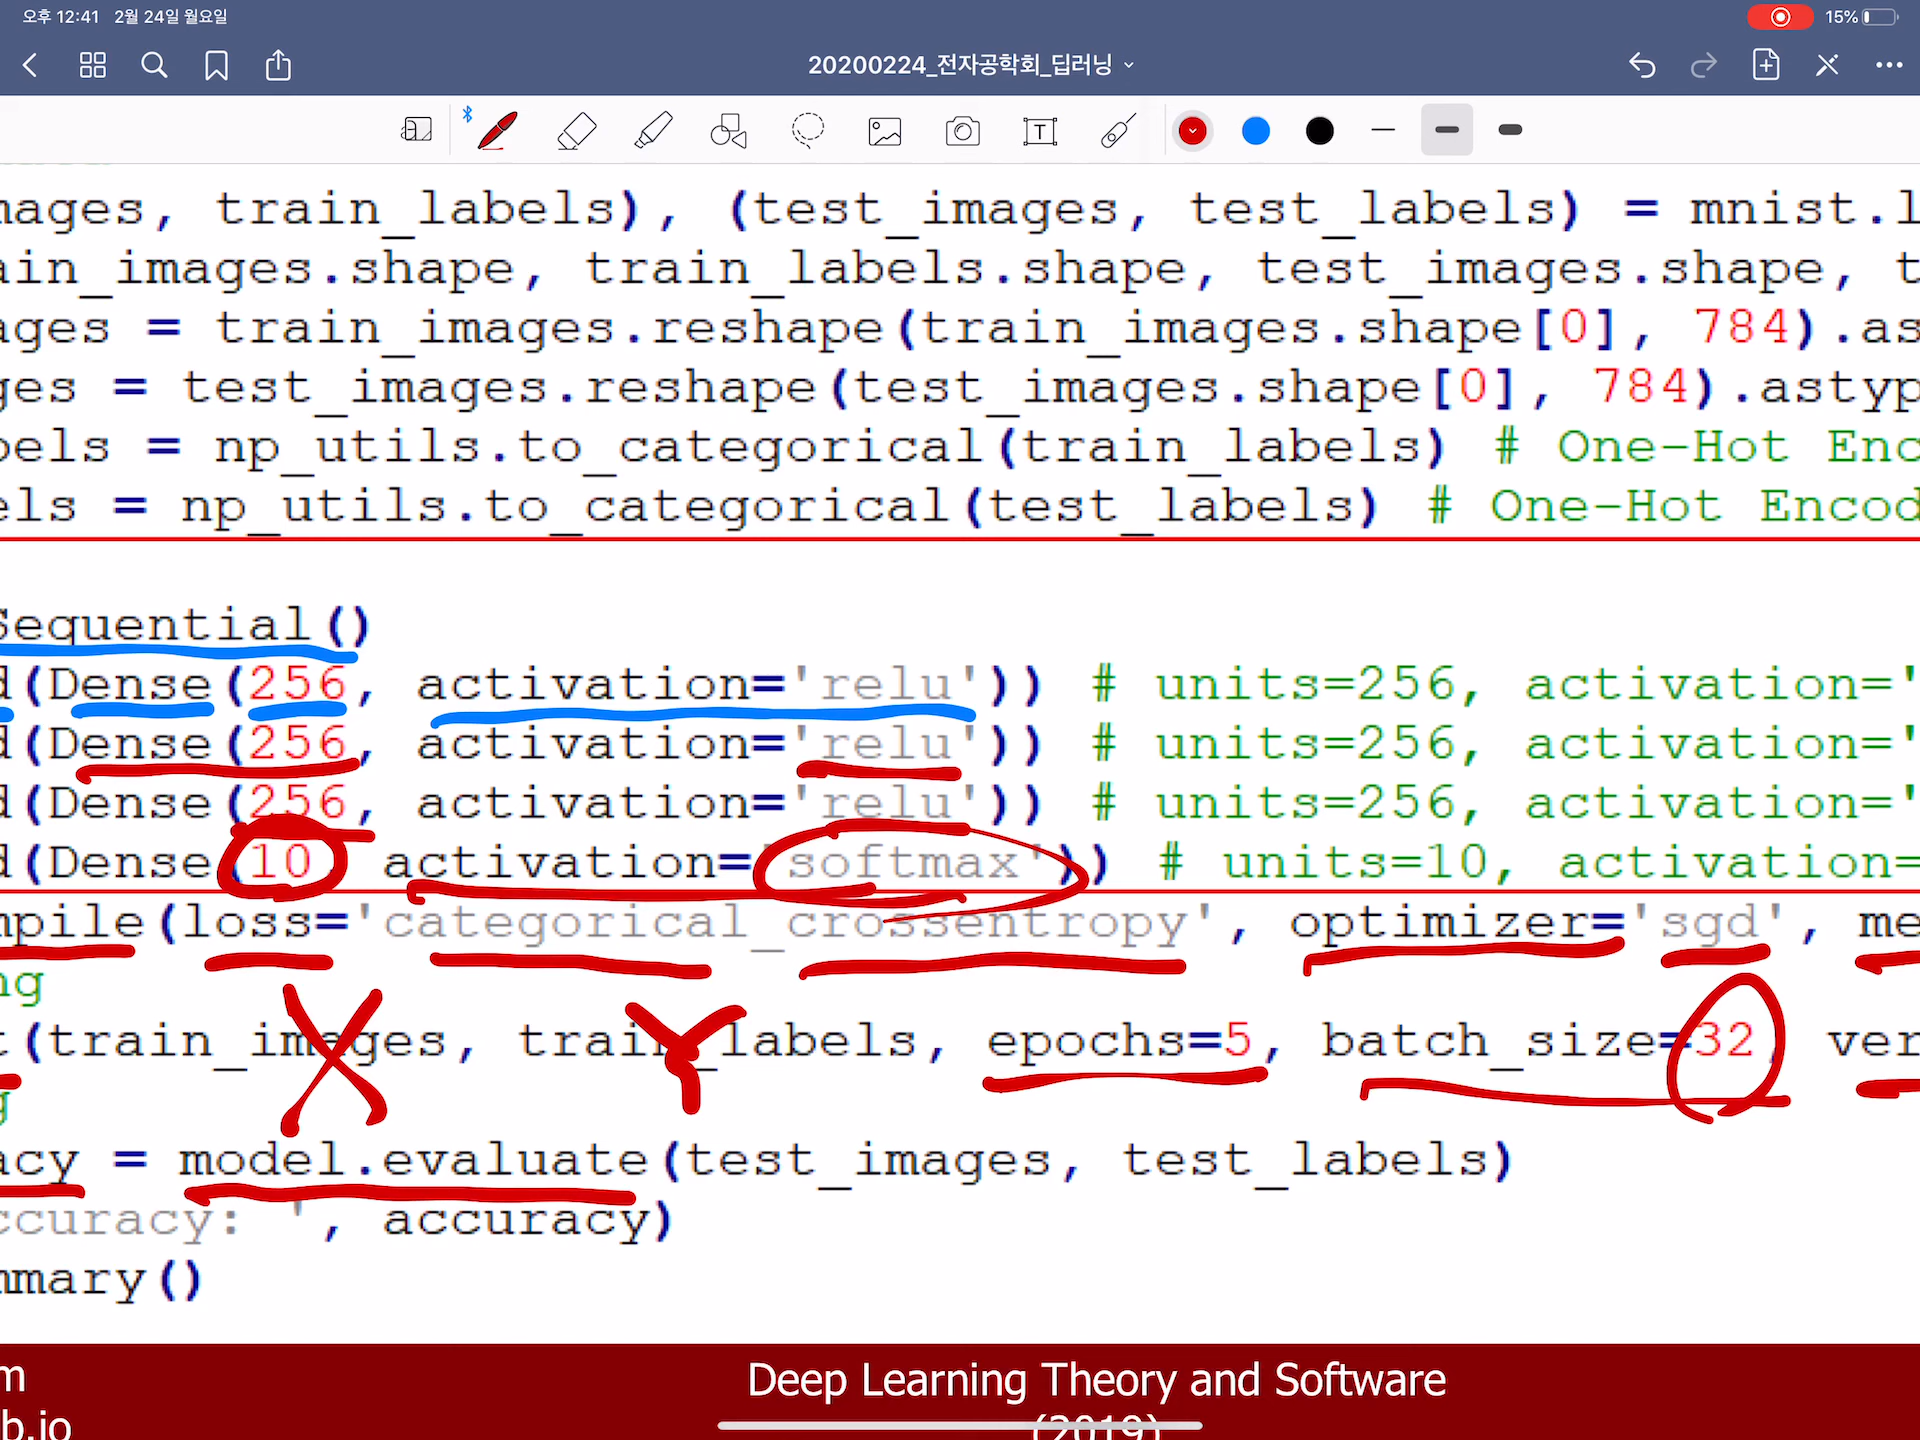 오후 12:41 2월 24일 월요일
15%
20200224_전자공학회_딥러닝
mages, train_labels), (test_images, test_labels) = mnist.l
ain_images.shape, train_labels.shape, test_images.shape, t
ages = train_images.reshape(train_images.shape[0], 784).as
ges = test_images.reshape(test_images.shape[0], 784).astyp
bels = np_utils.to_categorical(train_labels) # One-Hot Enc
els = np_utils.to_categorical(test_labels) # One-Hot Encod
Sequential()
d(Dense(256, activation='relu')) # units=256, activation='
d(Dense(256, activation='relu')) # units=256, activation='
d(Dense(256, activation='relu')) # units=256, activation='
d(Dense(10, activation='softmax')) # units=10, activation=
mpile(loss='categorical_crossentropy', optimizer='sgd', me
ng
X Y
t(train_images, train_labels, epochs=5, batch_size=32, ver
g
acy = model.evaluate(test_images, test_labels)
ccuracy: ', accuracy)
mmary()
m
Deep Learning Theory and Software
b.io
(2019)